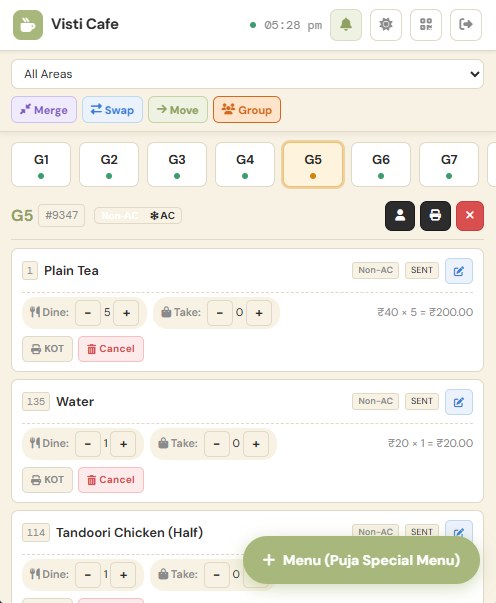 Visti Cafe
05:28 pm
All Areas
Merge Swap Move Group
G1 G2 G3 G4 G5 G6 G7
G5 #9347 Non-AC AC
1 Plain Tea Non-AC SENT
Dine: − 5 + Take: − 0 + ₹40 × 5 = ₹200.00
KOT Cancel
135 Water Non-AC SENT
Dine: − 1 + Take: − 0 + ₹20 × 1 = ₹20.00
KOT Cancel
114 Tandoori Chicken (Half) Non-AC SENT
Dine: − 1 + Take: − 0
+ Menu (Puja Special Menu)